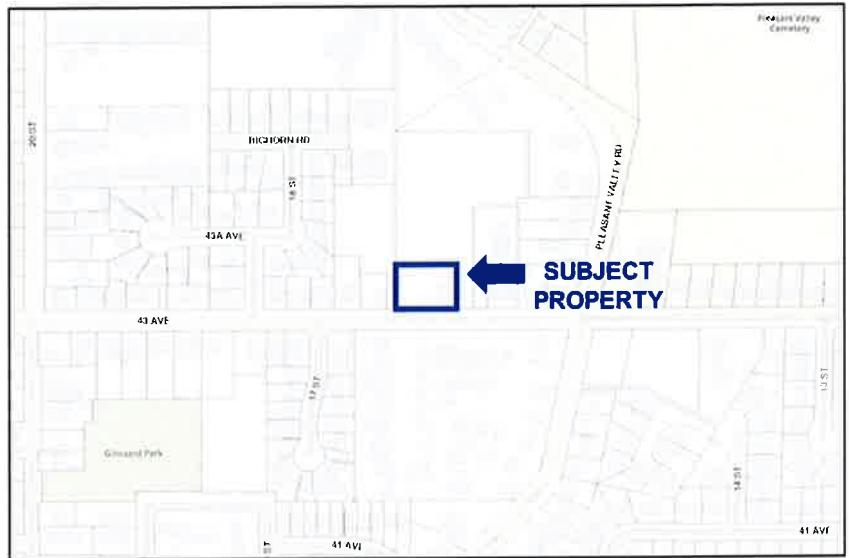 Pleasant Valley
Cemetery
20 ST
BIGHORN RD
18 ST
PLEASANT VALLEY RD
43A AVE
SUBJECT
PROPERTY
43 AVE
17 ST
13 ST
Girouard Park
14 ST
ST
41 AVE
41 AVE